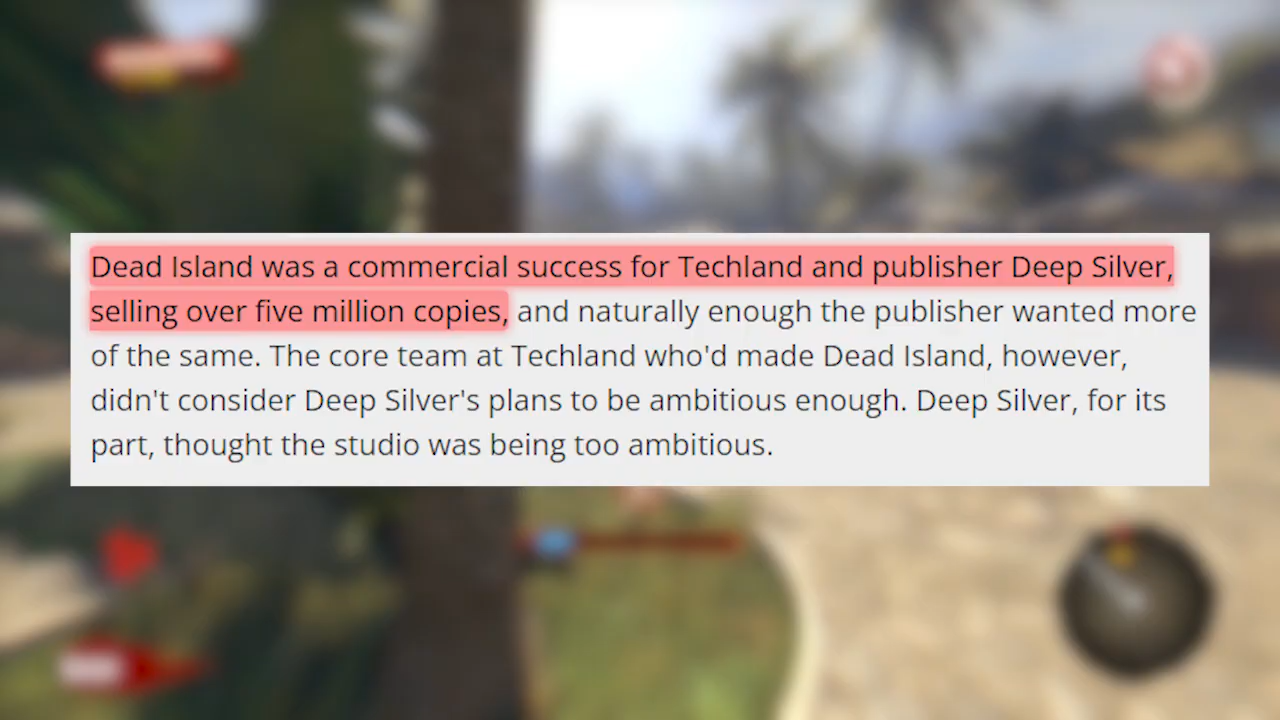 Dead Island was a commercial success for Techland and publisher Deep Silver,
selling over five million copies, and naturally enough the publisher wanted more
of the same. The core team at Techland who'd made Dead Island, however,
didn't consider Deep Silver's plans to be ambitious enough. Deep Silver, for its
part, thought the studio was being too ambitious.